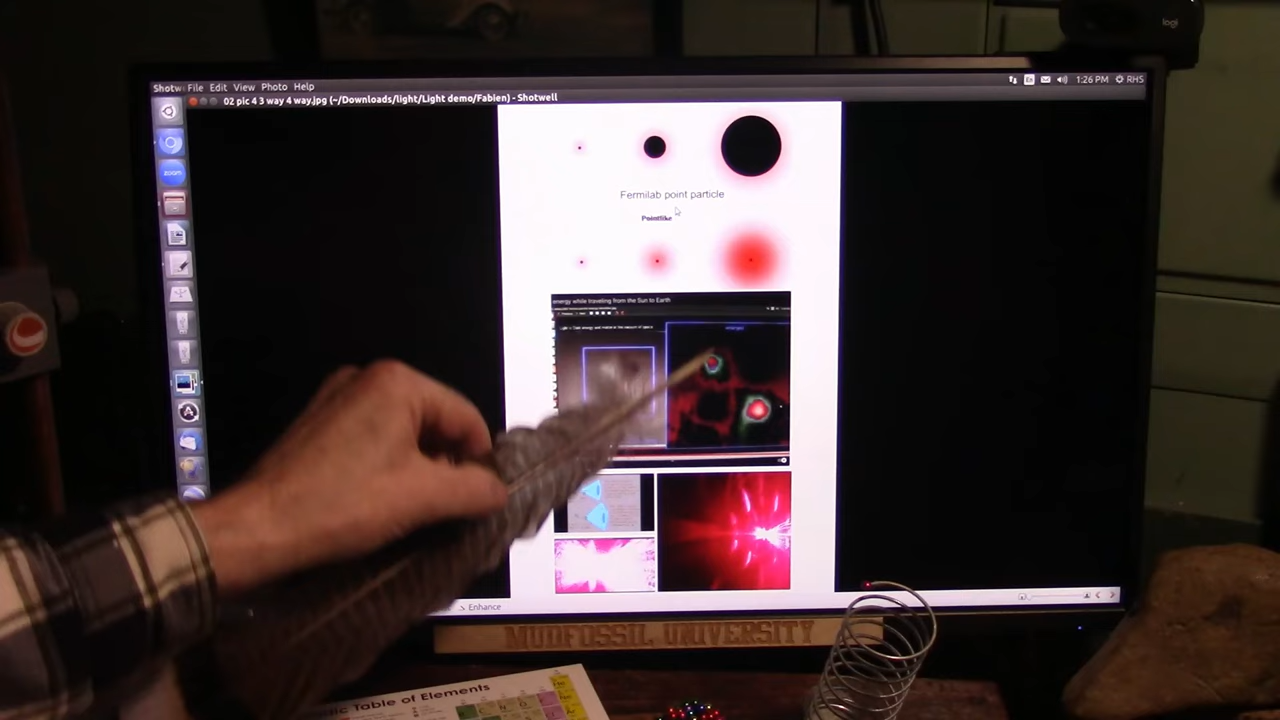 logi
Shotw File Edit View Photo Help
1:26 PM RHS
02 pic 4 3 way 4 way.jpg (~/Downloads/light/Light demo/Fabien) - Shotwell
zoom
Fermilab point particle
Pointlike
energy while traveling from the Sun to Earth
Enhance
MUDFOSSIL UNIVERSITY
Table of Elements